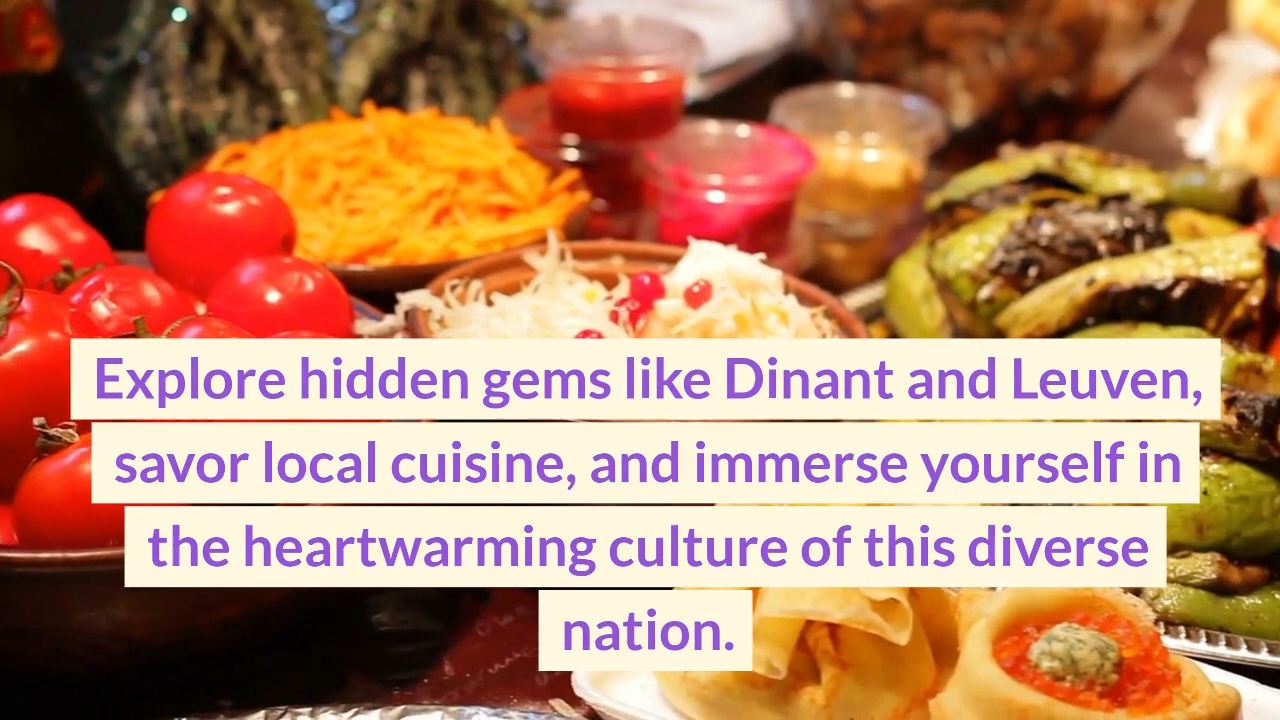 Explore hidden gems like Dinant and Leuven,
savor local cuisine, and immerse yourself in
the heartwarming culture of this diverse
nation.